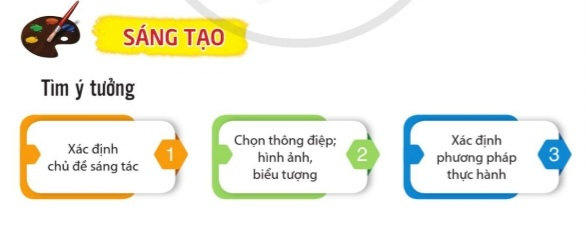 SÁNG TẠO
Tìm ý tưởng
Xác định
chủ đề sáng tác
1
Chọn thông điệp;
hình ảnh,
biểu tượng
2
Xác định
phương pháp
thực hành
3